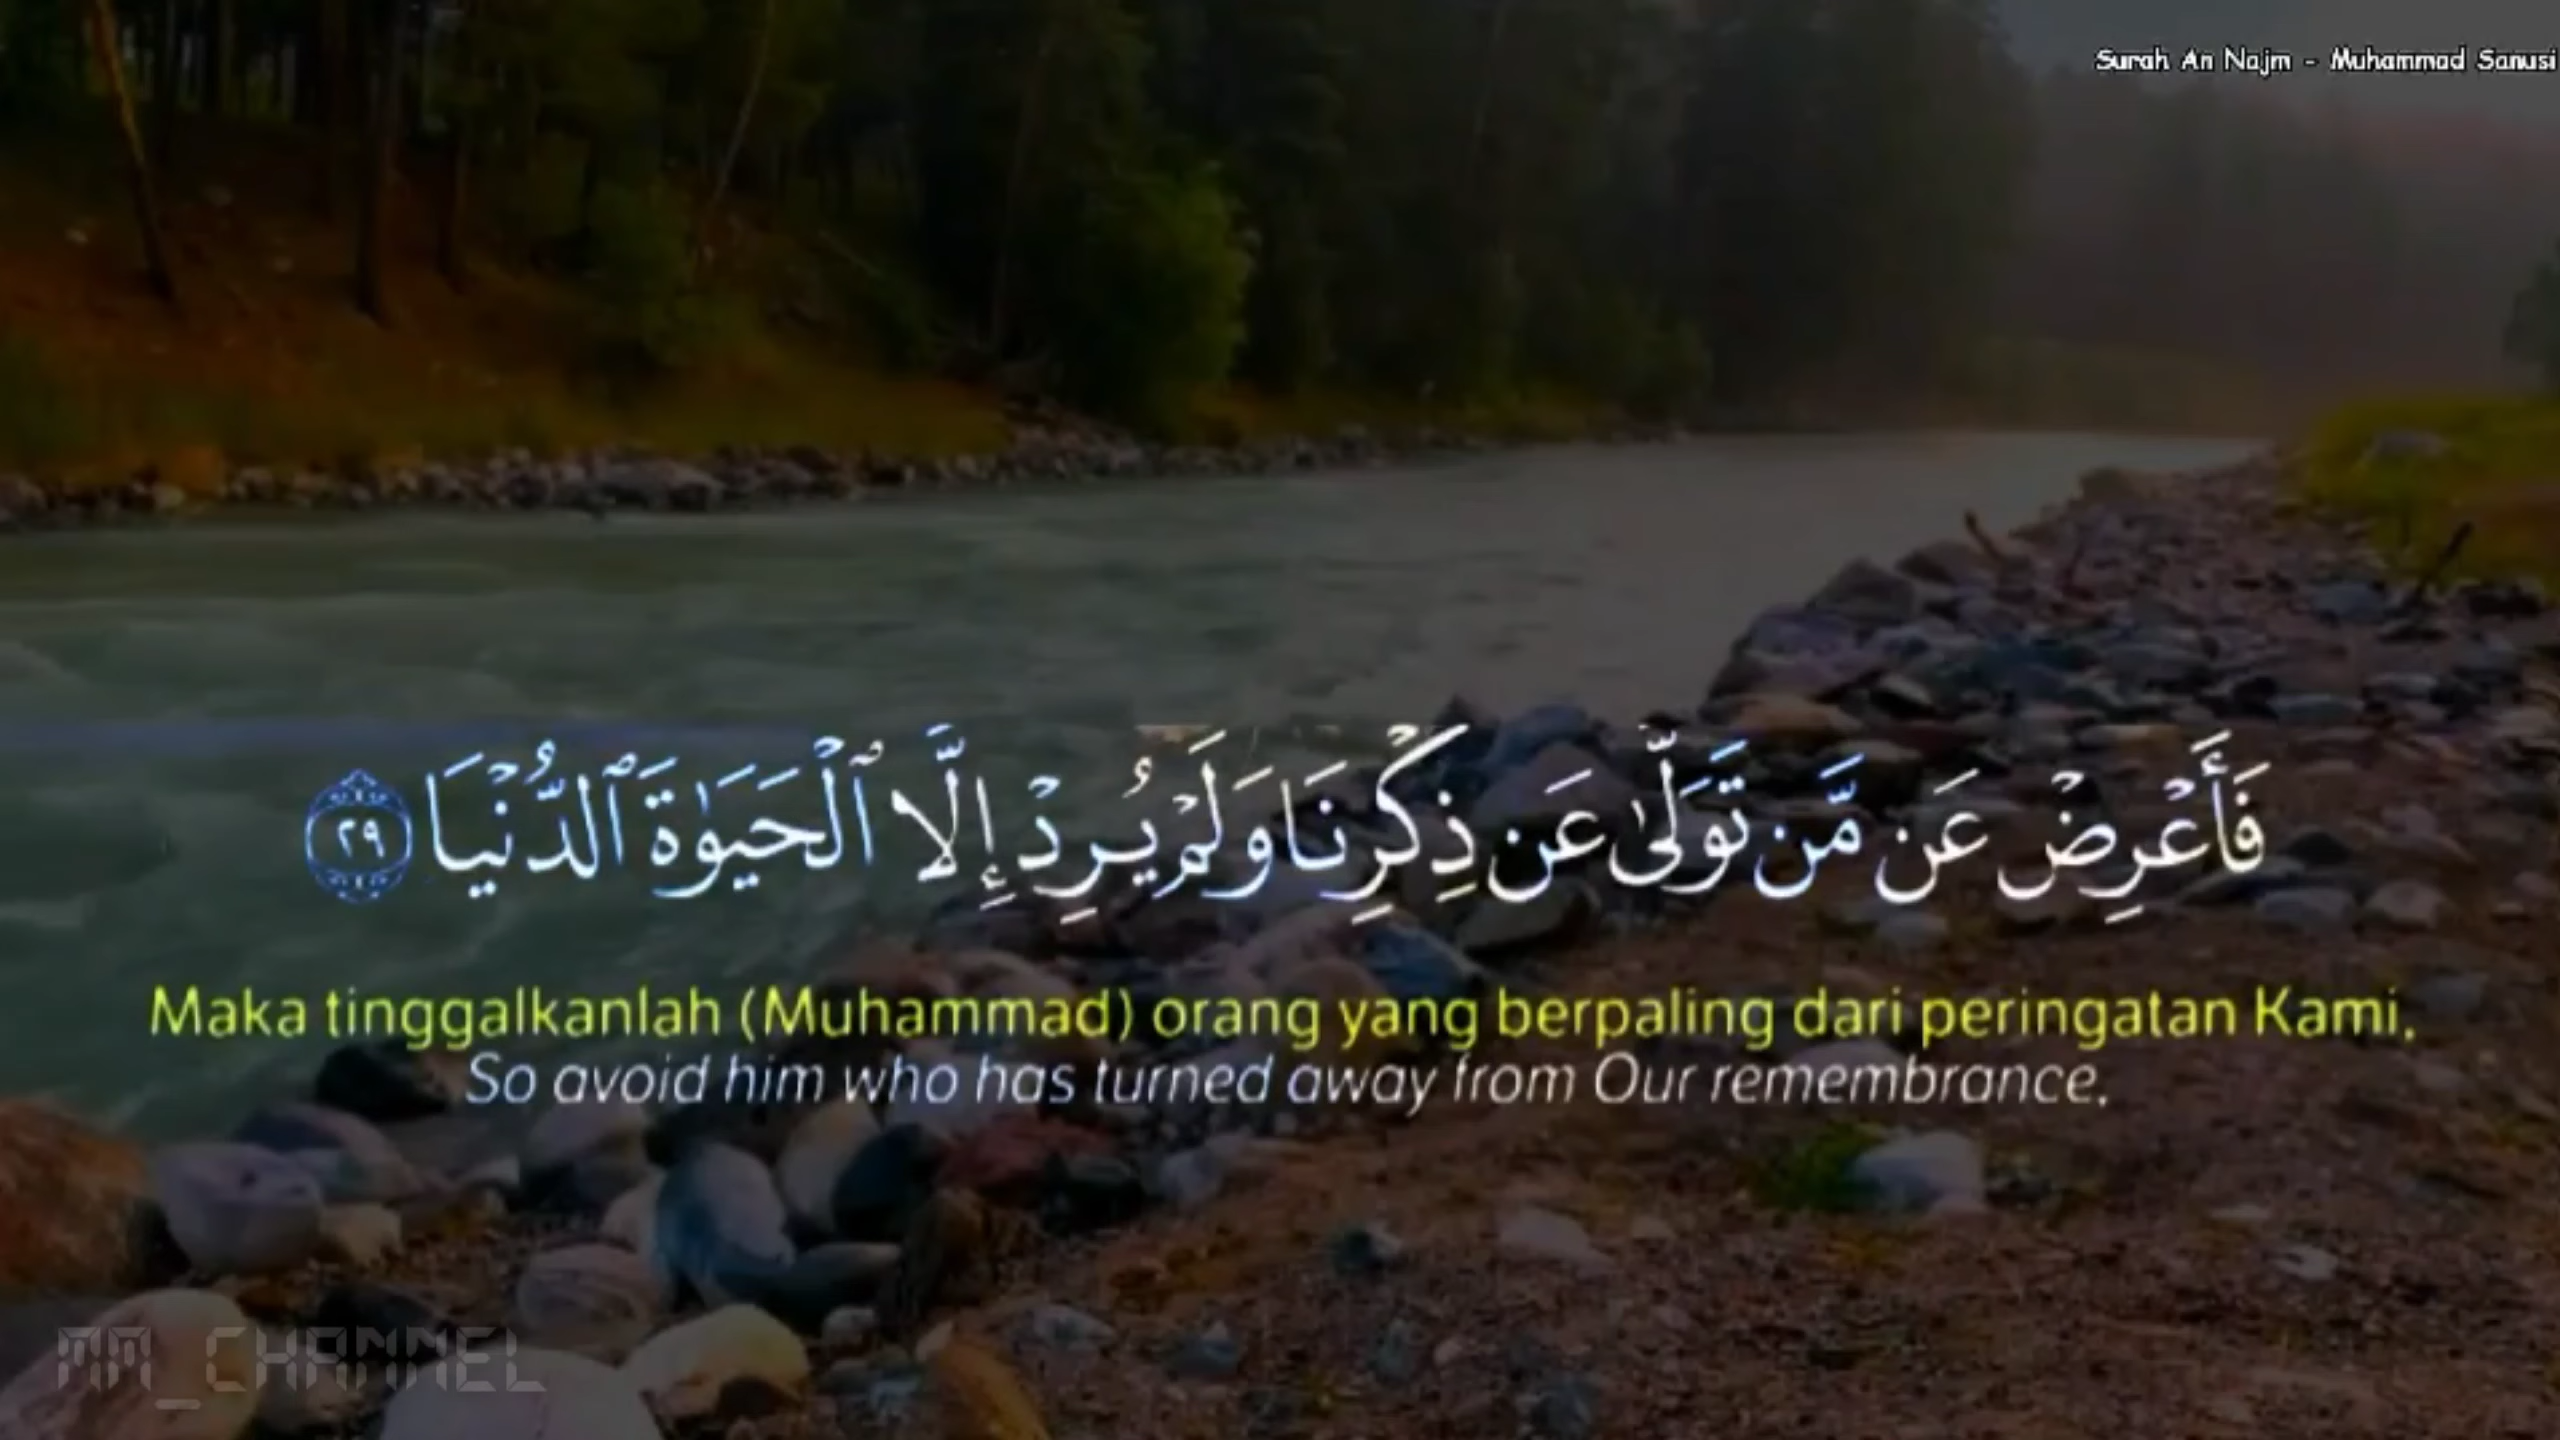 Surah An Najm - Muhammad Sanusi
فَأَعْرِضْ عَن مَّن تَوَلَّىٰ عَن ذِكْرِنَا وَلَمْ يُرِدْ إِلَّا ٱلْحَيَوٰةَ ٱلدُّنْيَا ٢٩
Maka tinggalkanlah (Muhammad) orang yang berpaling dari peringatan Kami,
So avoid him who has turned away from Our remembrance,
MM_CHANNEL